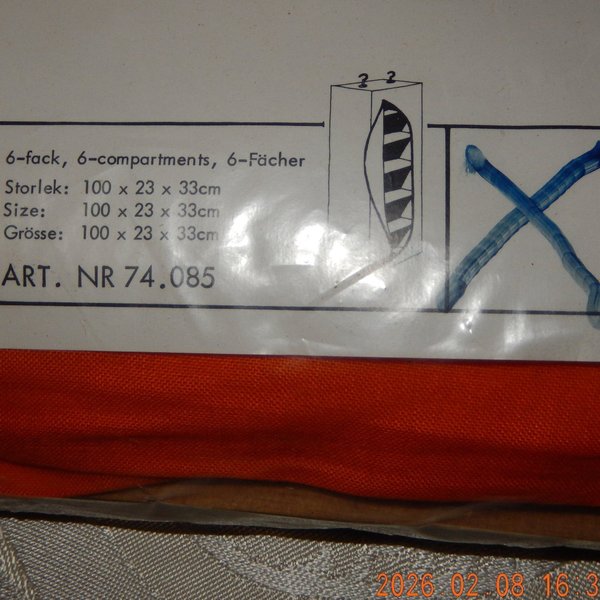 6-fack, 6-compartments, 6-Fächer
Storlek: 100 x 23 x 33cm
Size: 100 x 23 x 33cm
Grösse: 100 x 23 x 33cm
ART. NR 74.085
2026 02.08 16:3